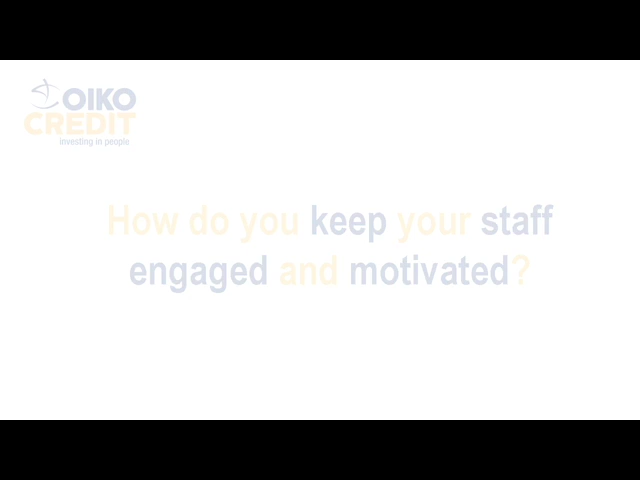 OIKO
CREDIT
investing in people
How do you keep your staff
engaged and motivated?